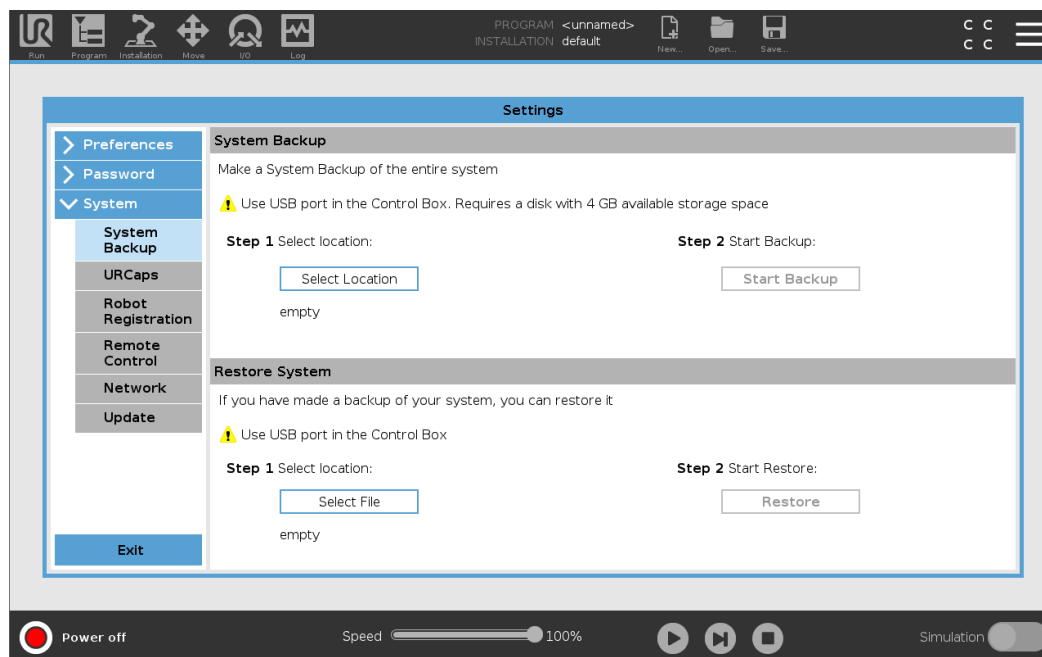 PROGRAM <unnamed>
INSTALLATION default
Run Program Installation Move I/O Log New... Open... Save...
C C
C C
Settings
Preferences
Password
System
System
Backup
URCaps
Robot
Registration
Remote
Control
Network
Update
Exit
System Backup
Make a System Backup of the entire system
Use USB port in the Control Box. Requires a disk with 4 GB available storage space
Step 1 Select location: Step 2 Start Backup:
Select Location Start Backup
empty
Restore System
If you have made a backup of your system, you can restore it
Use USB port in the Control Box
Step 1 Select location: Step 2 Start Restore:
Select File Restore
empty
Power off Speed 100% Simulation